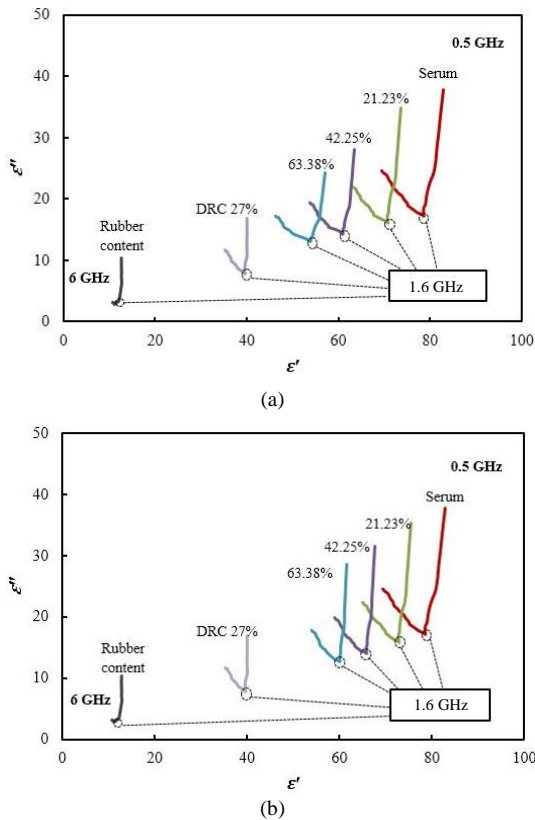 50
0.5 GHz
40
Serum
21.23%
30
42.25%
ε"
63.38%
20
DRC 27%
Rubber
content
10
6 GHz
1.6 GHz
0
0 20 40 60 80 100
ε'
(a)
50
0.5 GHz
40
Serum
21.23%
30
42.25%
63.38%
ε"
20
DRC 27%
Rubber
content
10
6 GHz
1.6 GHz
0
0 20 40 60 80 100
ε'
(b)